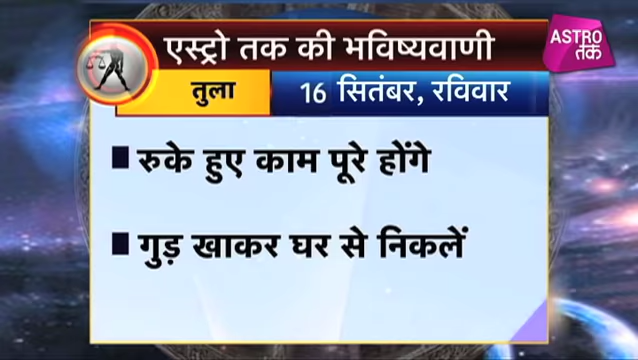 एस्ट्रो तक की भविष्यवाणी
ASTRO
तक
तुला
16 सितंबर, रविवार
रुके हुए काम पूरे होंगे
गुड़ खाकर घर से निकलें